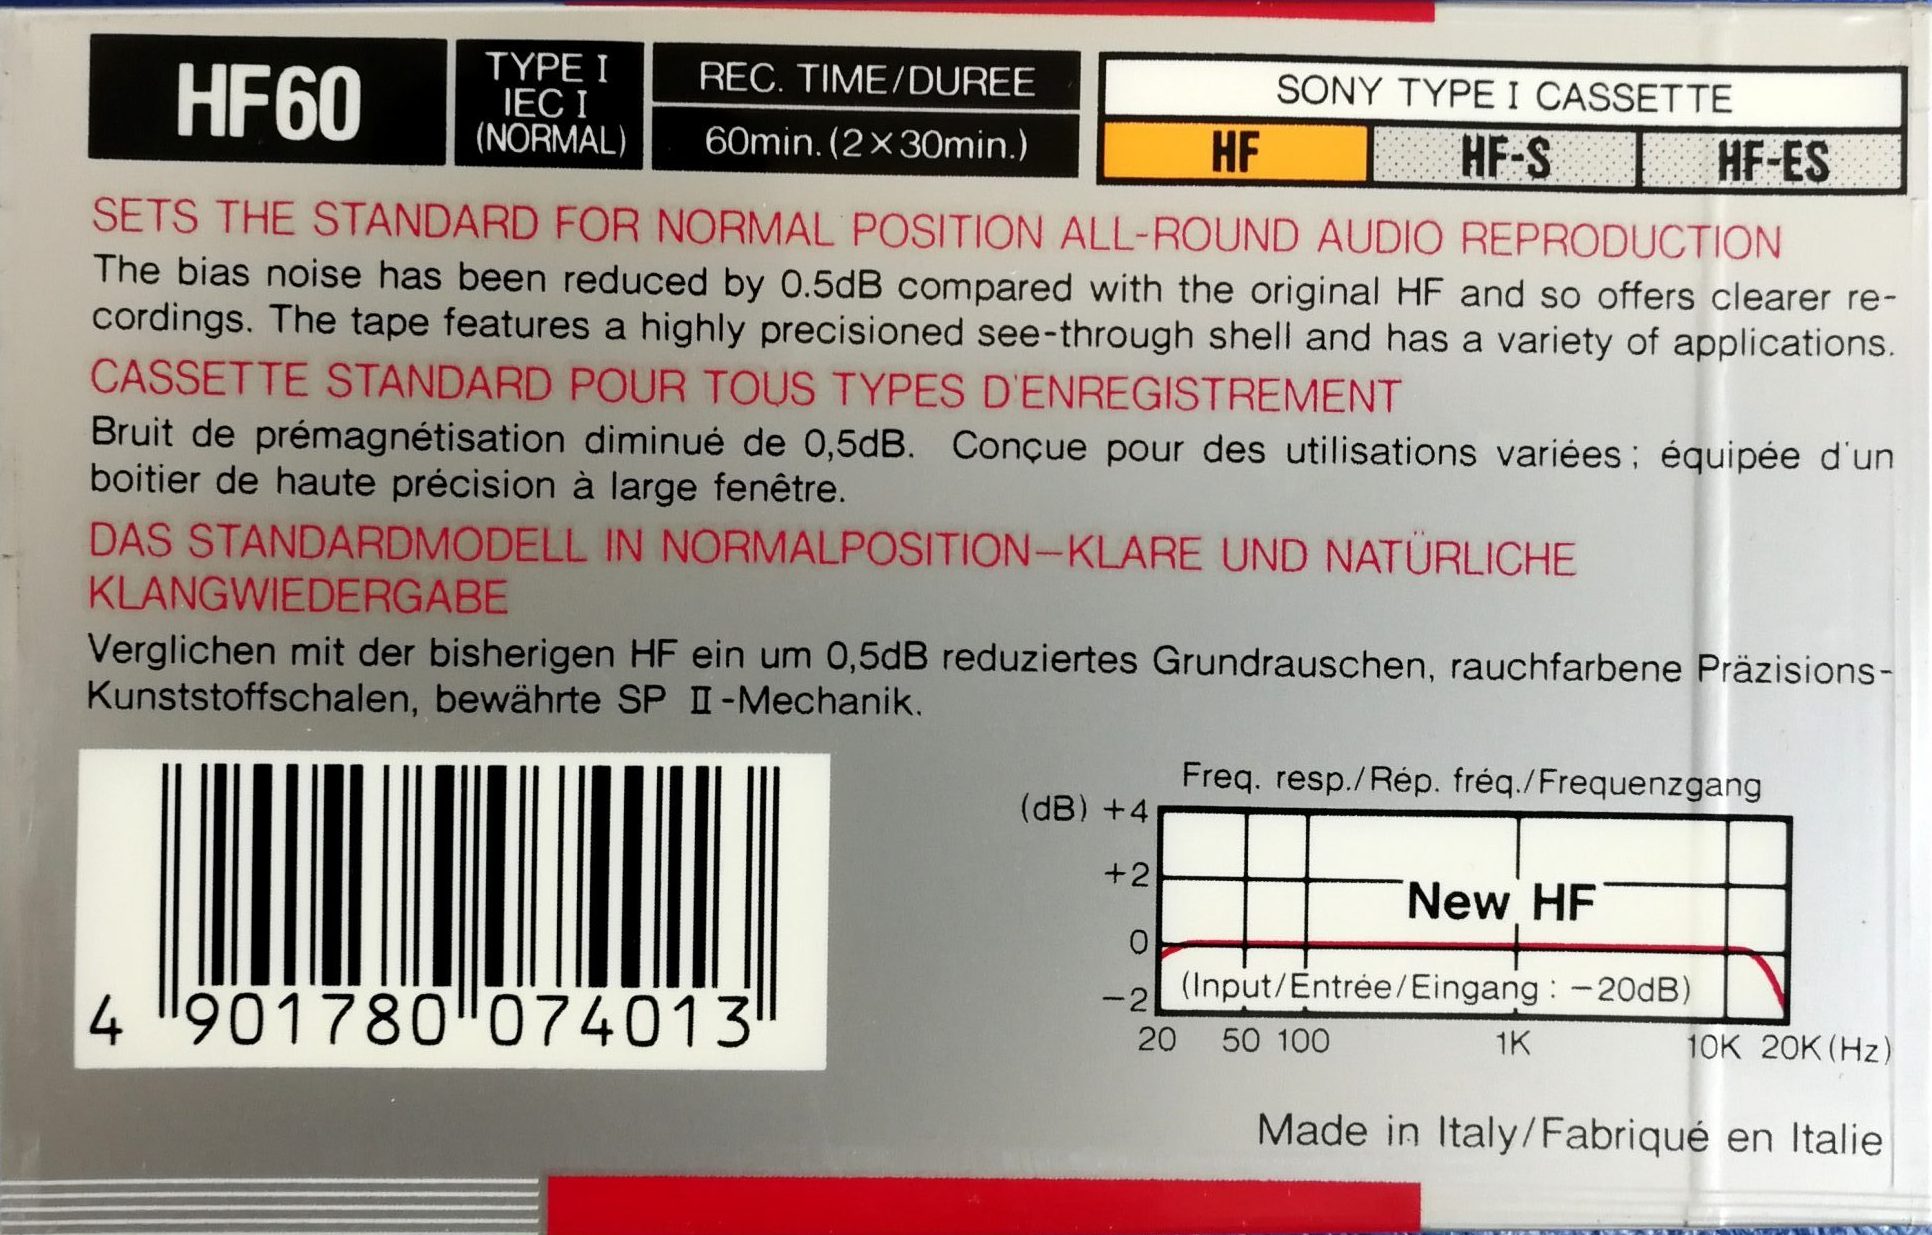 HF60
TYPE I
IEC I
(NORMAL)
REC. TIME/DUREE
60min. (2×30min.)
SONY TYPE I CASSETTE
HF HF-S HF-ES
SETS THE STANDARD FOR NORMAL POSITION ALL-ROUND AUDIO REPRODUCTION
The bias noise has been reduced by 0.5dB compared with the original HF and so offers clearer re-
cordings. The tape features a highly precisioned see-through shell and has a variety of applications.
CASSETTE STANDARD POUR TOUS TYPES D'ENREGISTREMENT
Bruit de prémagnétisation diminué de 0,5dB. Conçue pour des utilisations variées; équipée d'un
boitier de haute précision à large fenêtre.
DAS STANDARDMODELL IN NORMALPOSITION–KLARE UND NATÜRLICHE
KLANGWIEDERGABE
Verglichen mit der bisherigen HF ein um 0,5dB reduziertes Grundrauschen, rauchfarbene Präzisions-
Kunststoffschalen, bewährte SP II-Mechanik.
4 901780 074013
Freq. resp./Rép. fréq./Frequenzgang
(dB) +4
+2
New HF
0
(Input/Entrée/Eingang : −20dB)
−2
20 50 100 1K 10K 20K (Hz)
Made in Italy/Fabriqué en Italie